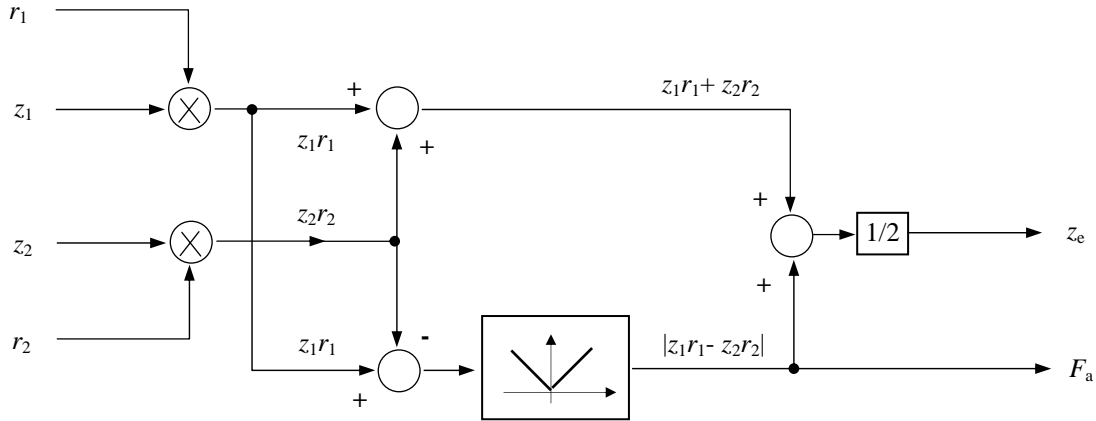 r₁
z₁
+
z₁r₁
+
z₁r₁+ z₂r₂
z₂
z₂r₂
+
+
1/2
zₑ
r₂
z₁r₁
-
+
|z₁r₁- z₂r₂|
Fₐ